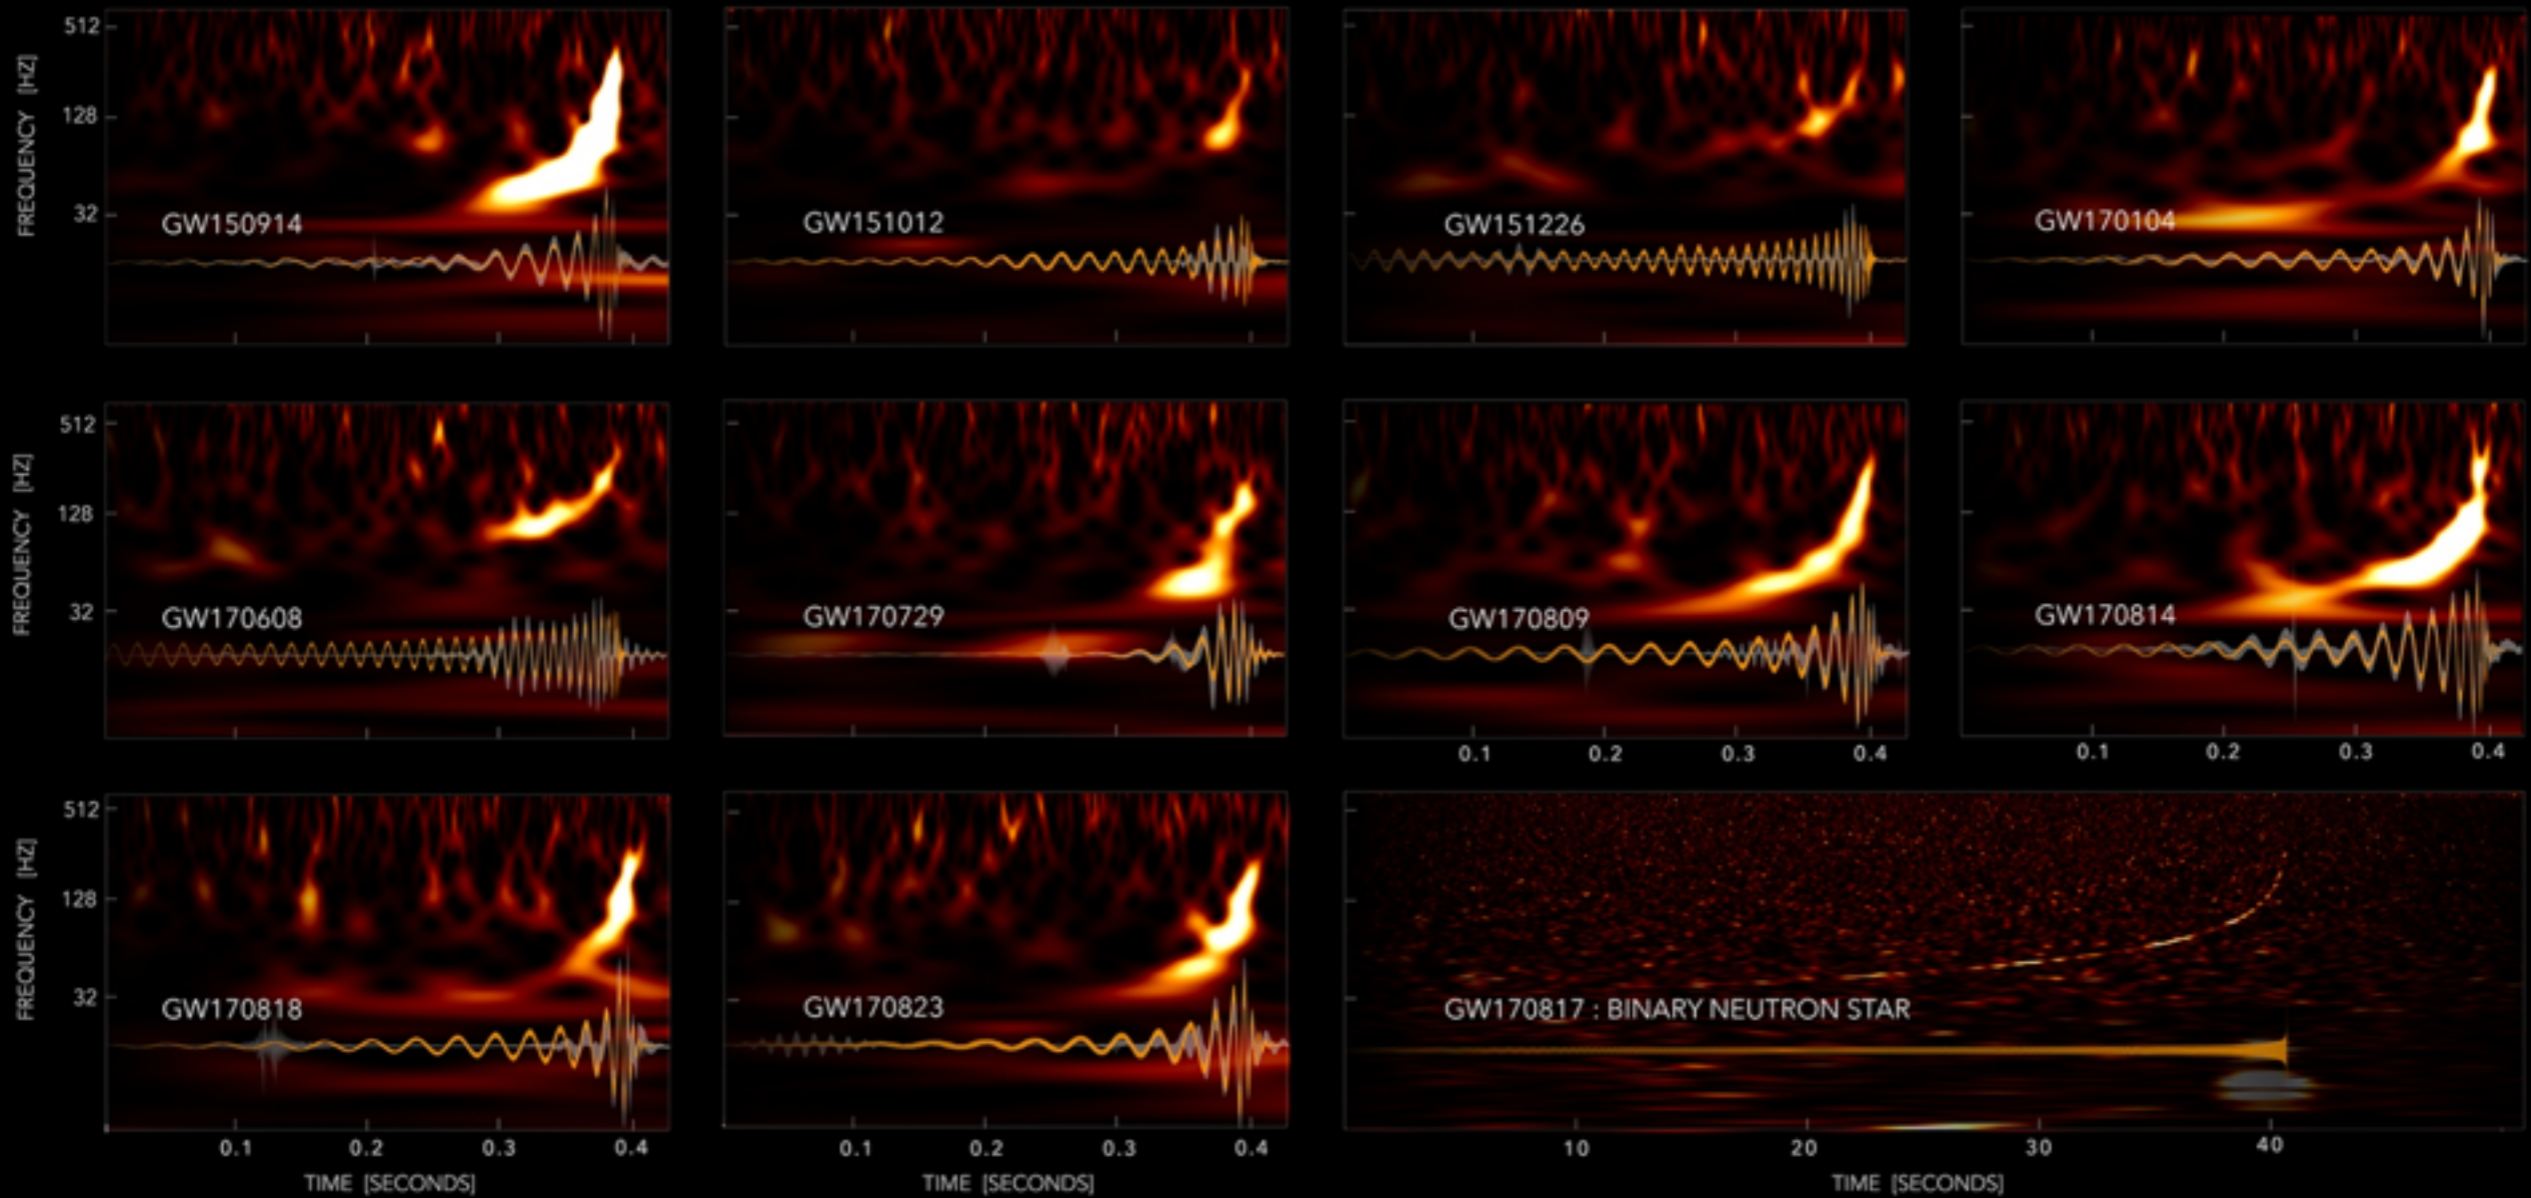 512
128
32
FREQUENCY [HZ]
GW150914
GW151012
GW151226
GW170104
512
128
32
FREQUENCY [HZ]
GW170608
GW170729
GW170809
GW170814
0.1 0.2 0.3 0.4
0.1 0.2 0.3 0.4
512
128
32
FREQUENCY [HZ]
GW170818
GW170823
GW170817 : BINARY NEUTRON STAR
0.1 0.2 0.3 0.4
0.1 0.2 0.3 0.4
10 20 30 40
TIME [SECONDS]
TIME [SECONDS]
TIME [SECONDS]